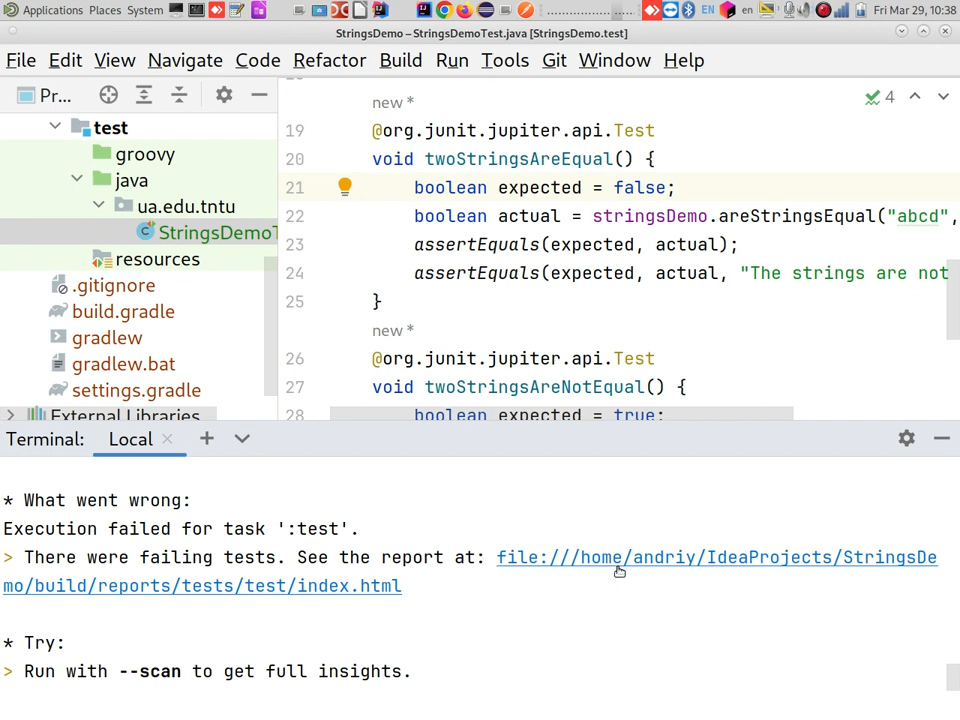 Applications Places System EN en Fri Mar 29, 10:38
StringsDemo – StringsDemoTest.java [StringsDemo.test]
File Edit View Navigate Code Refactor Build Run Tools Git Window Help
Pr...
test
groovy
java
ua.edu.tntu
StringsDemoT
resources
.gitignore
build.gradle
gradlew
gradlew.bat
settings.gradle
External Libraries
4
new *
19 @org.junit.jupiter.api.Test
20 void twoStringsAreEqual() {
21 boolean expected = false;
22 boolean actual = stringsDemo.areStringsEqual("abcd",
23 assertEquals(expected, actual);
24 assertEquals(expected, actual, "The strings are not
25 }
new *
26 @org.junit.jupiter.api.Test
27 void twoStringsAreNotEqual() {
28 boolean expected = true;
Terminal: Local
* What went wrong:
Execution failed for task ':test'.
> There were failing tests. See the report at: file:///home/andriy/IdeaProjects/StringsDe
mo/build/reports/tests/test/index.html
* Try:
> Run with --scan to get full insights.